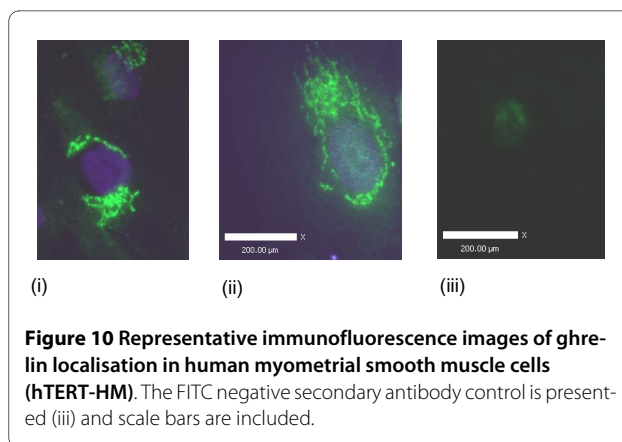 200.00 µm
X
200.00 µm
X
(i)
(ii)
(iii)
Figure 10 Representative immunofluorescence images of ghre-
lin localisation in human myometrial smooth muscle cells
(hTERT-HM). The FITC negative secondary antibody control is present-
ed (iii) and scale bars are included.